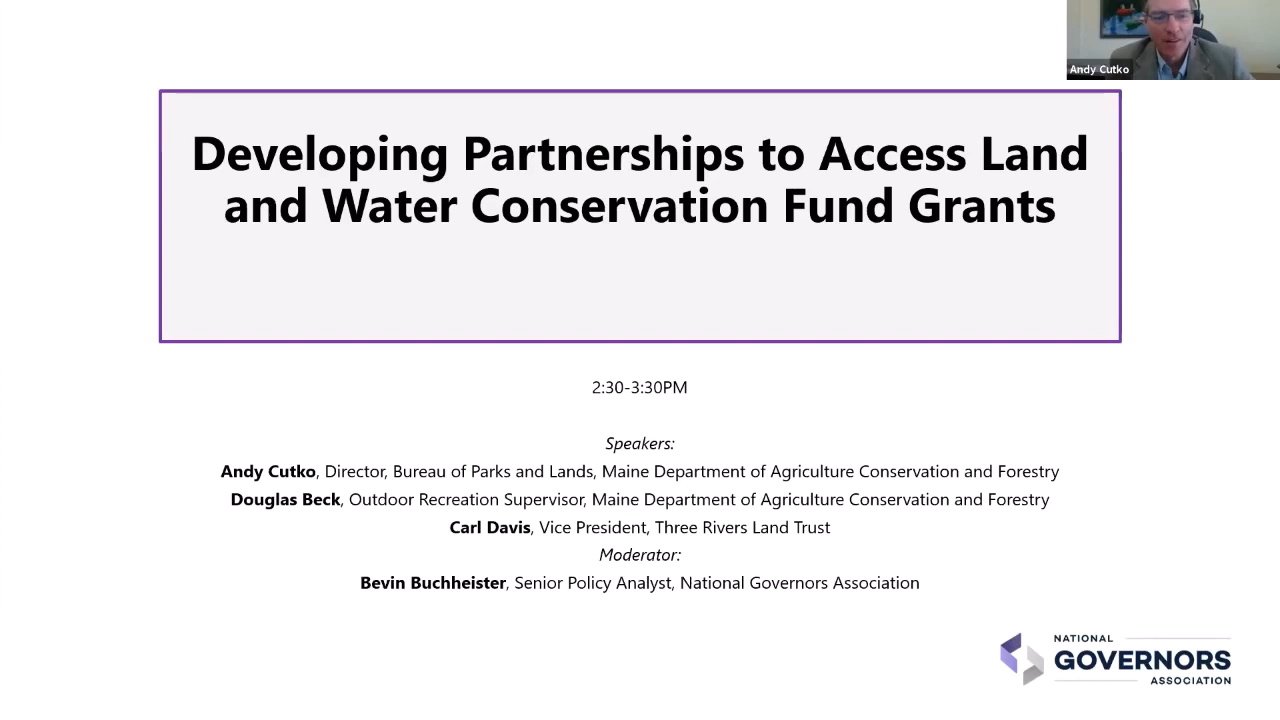 Andy Cutko
Developing Partnerships to Access Land
and Water Conservation Fund Grants
2:30-3:30PM
Speakers:
Andy Cutko, Director, Bureau of Parks and Lands, Maine Department of Agriculture Conservation and Forestry
Douglas Beck, Outdoor Recreation Supervisor, Maine Department of Agriculture Conservation and Forestry
Carl Davis, Vice President, Three Rivers Land Trust
Moderator:
Bevin Buchheister, Senior Policy Analyst, National Governors Association
NATIONAL
GOVERNORS
ASSOCIATION